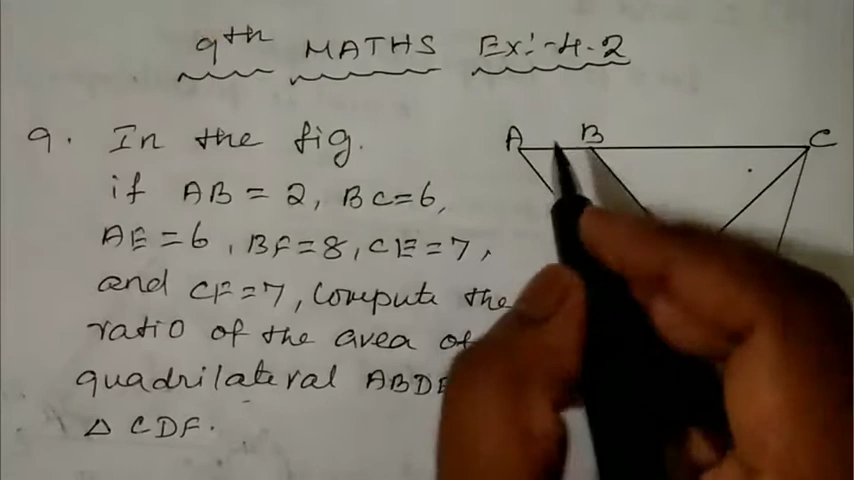 9th MATHS Ex:-4.2
9. In the fig.
if AB = 2, BC=6,
AE=6, BF=8, CE=7,
and CF=7, Compute the
ratio of the area of
quadrilateral ABDE
Δ CDF.
A B C